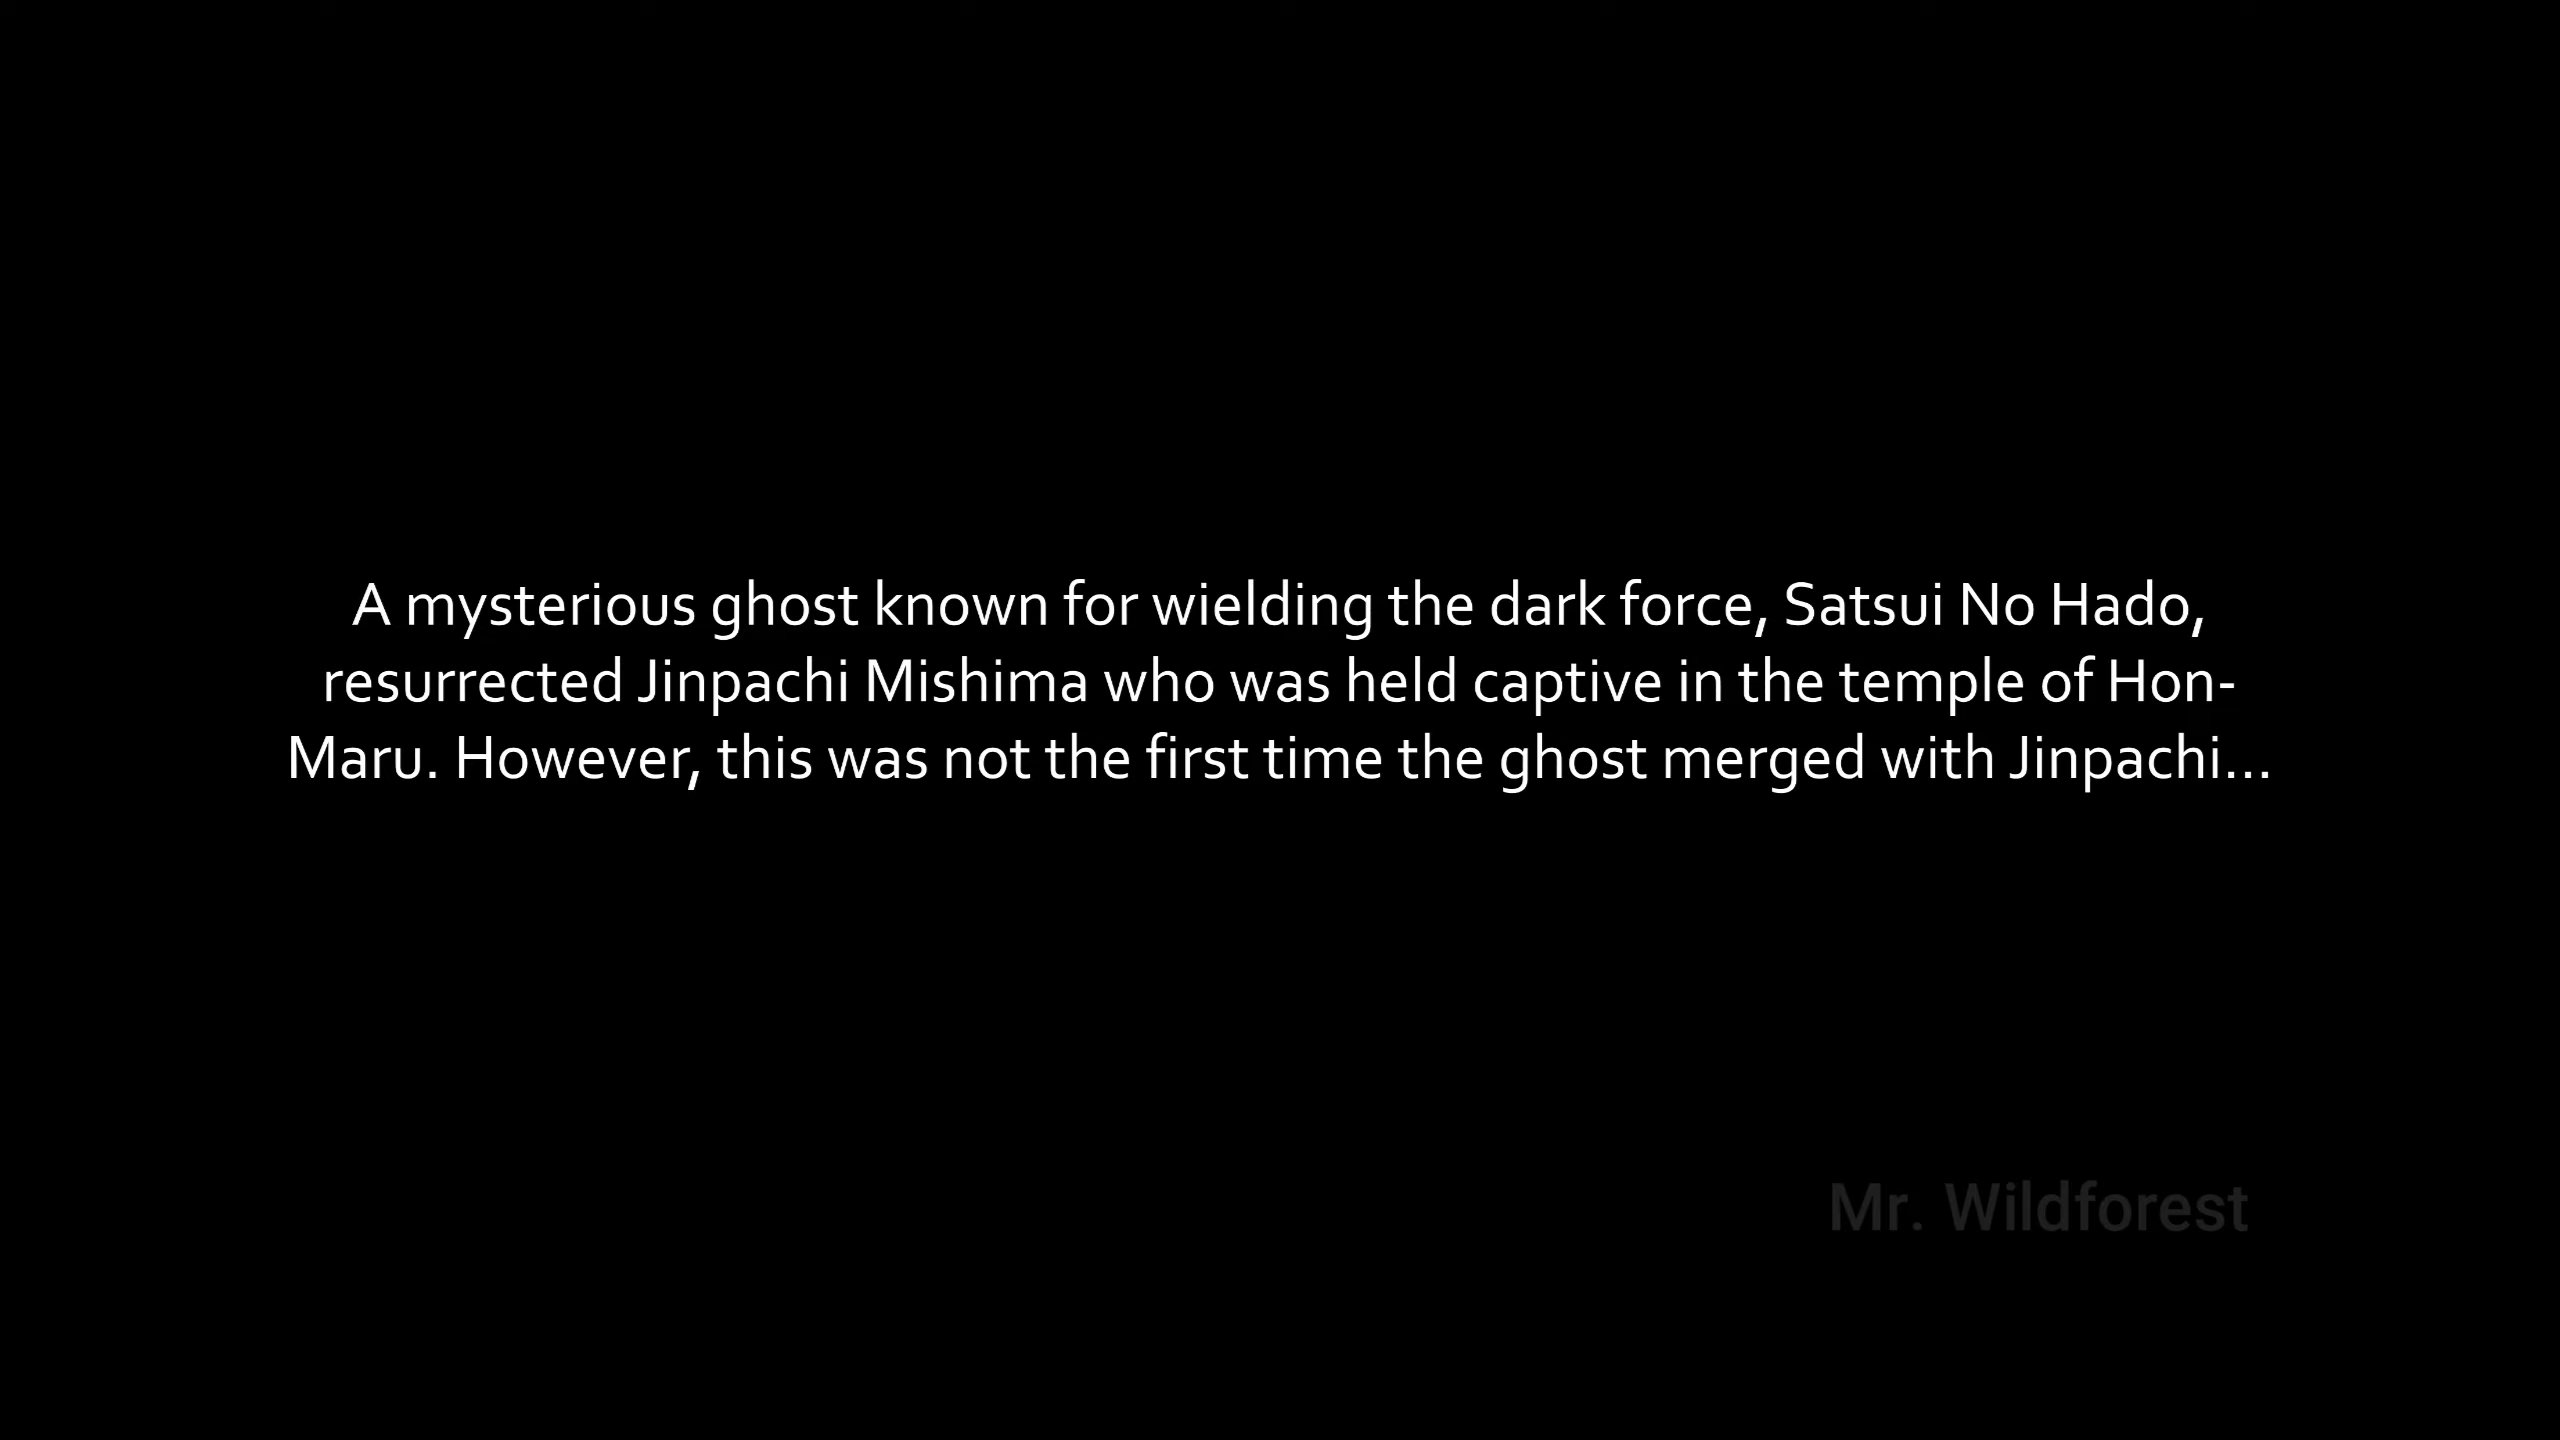 A mysterious ghost known for wielding the dark force, Satsui No Hado,
resurrected Jinpachi Mishima who was held captive in the temple of Hon-
Maru. However, this was not the first time the ghost merged with Jinpachi...
Mr. Wildforest